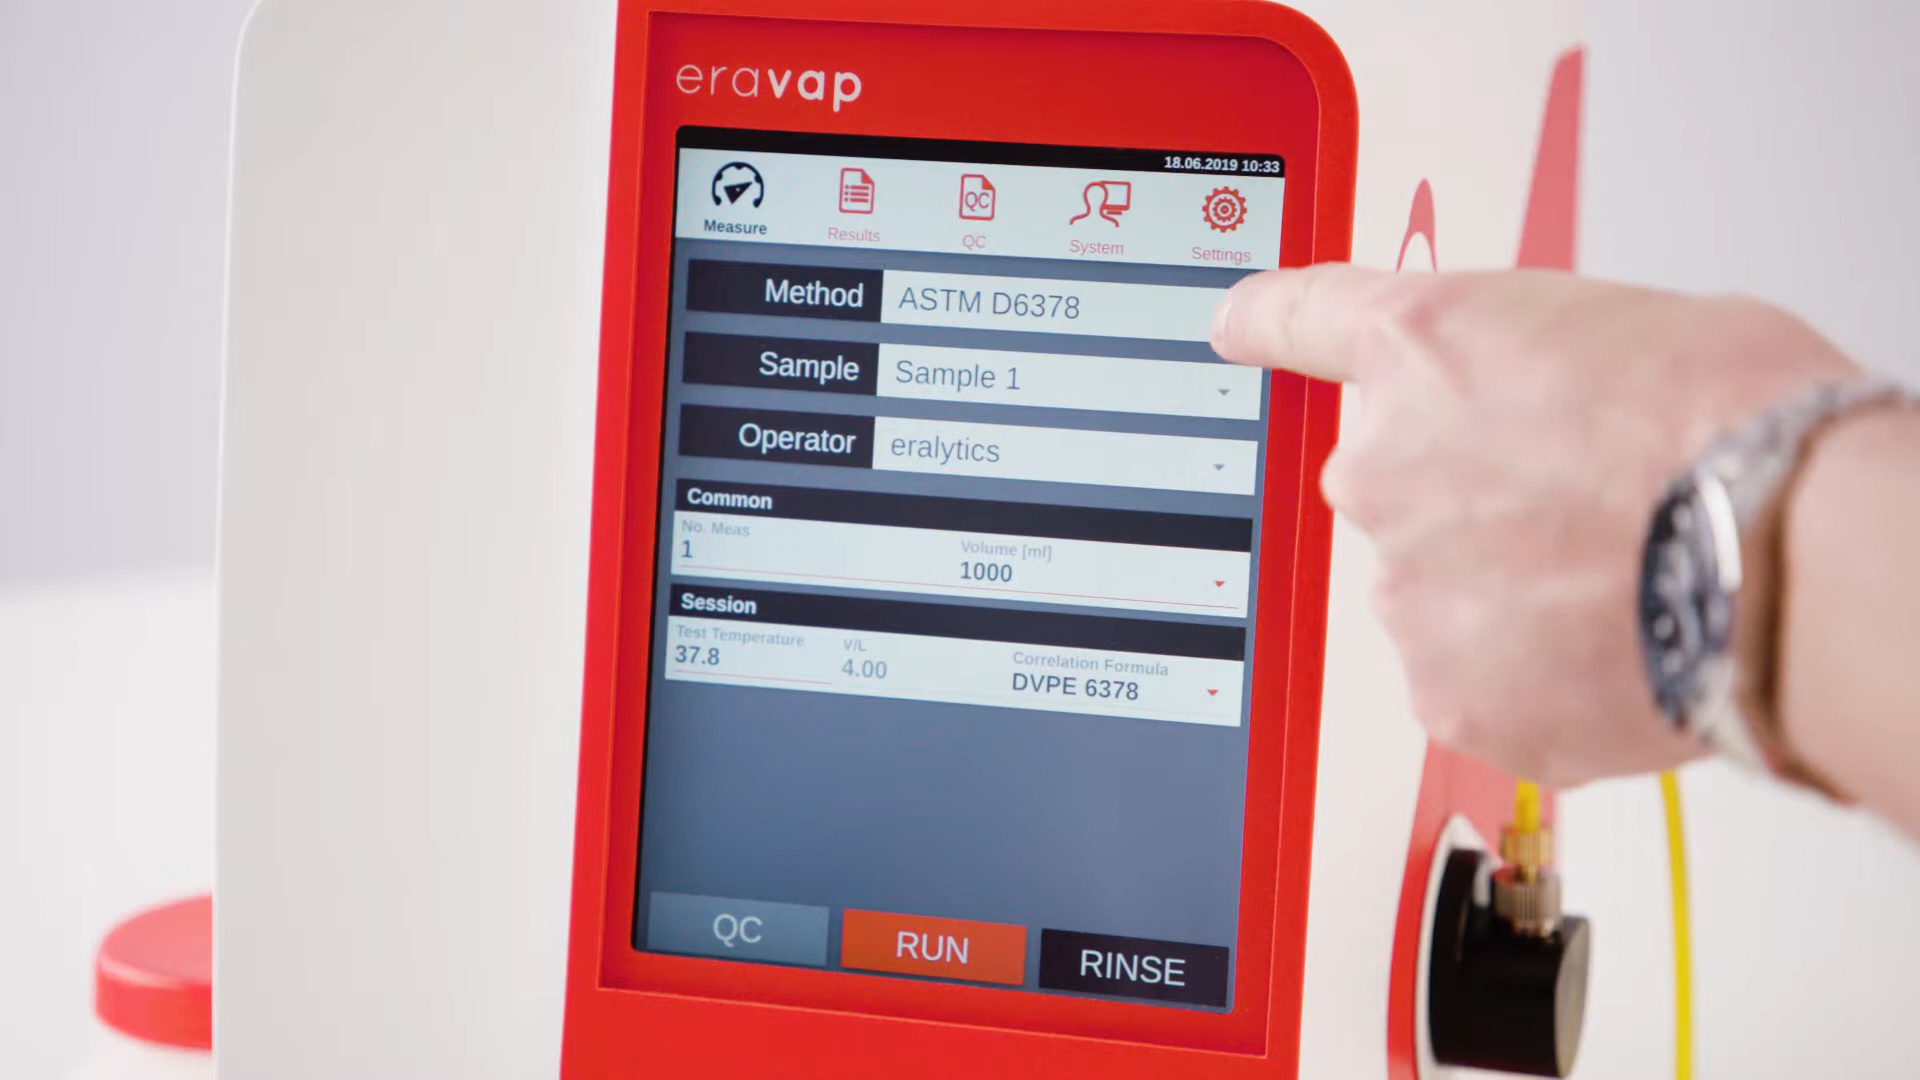 eravap
18.06.2019 10:33
Measure
Results
QC
QC
System
Settings
Method ASTM D6378
Sample Sample 1
Operator eralytics
Common
No. Meas Volume [ml]
1 1000
Session
Test Temperature V/L Correlation Formula
37.8 4.00 DVPE 6378
QC RUN RINSE